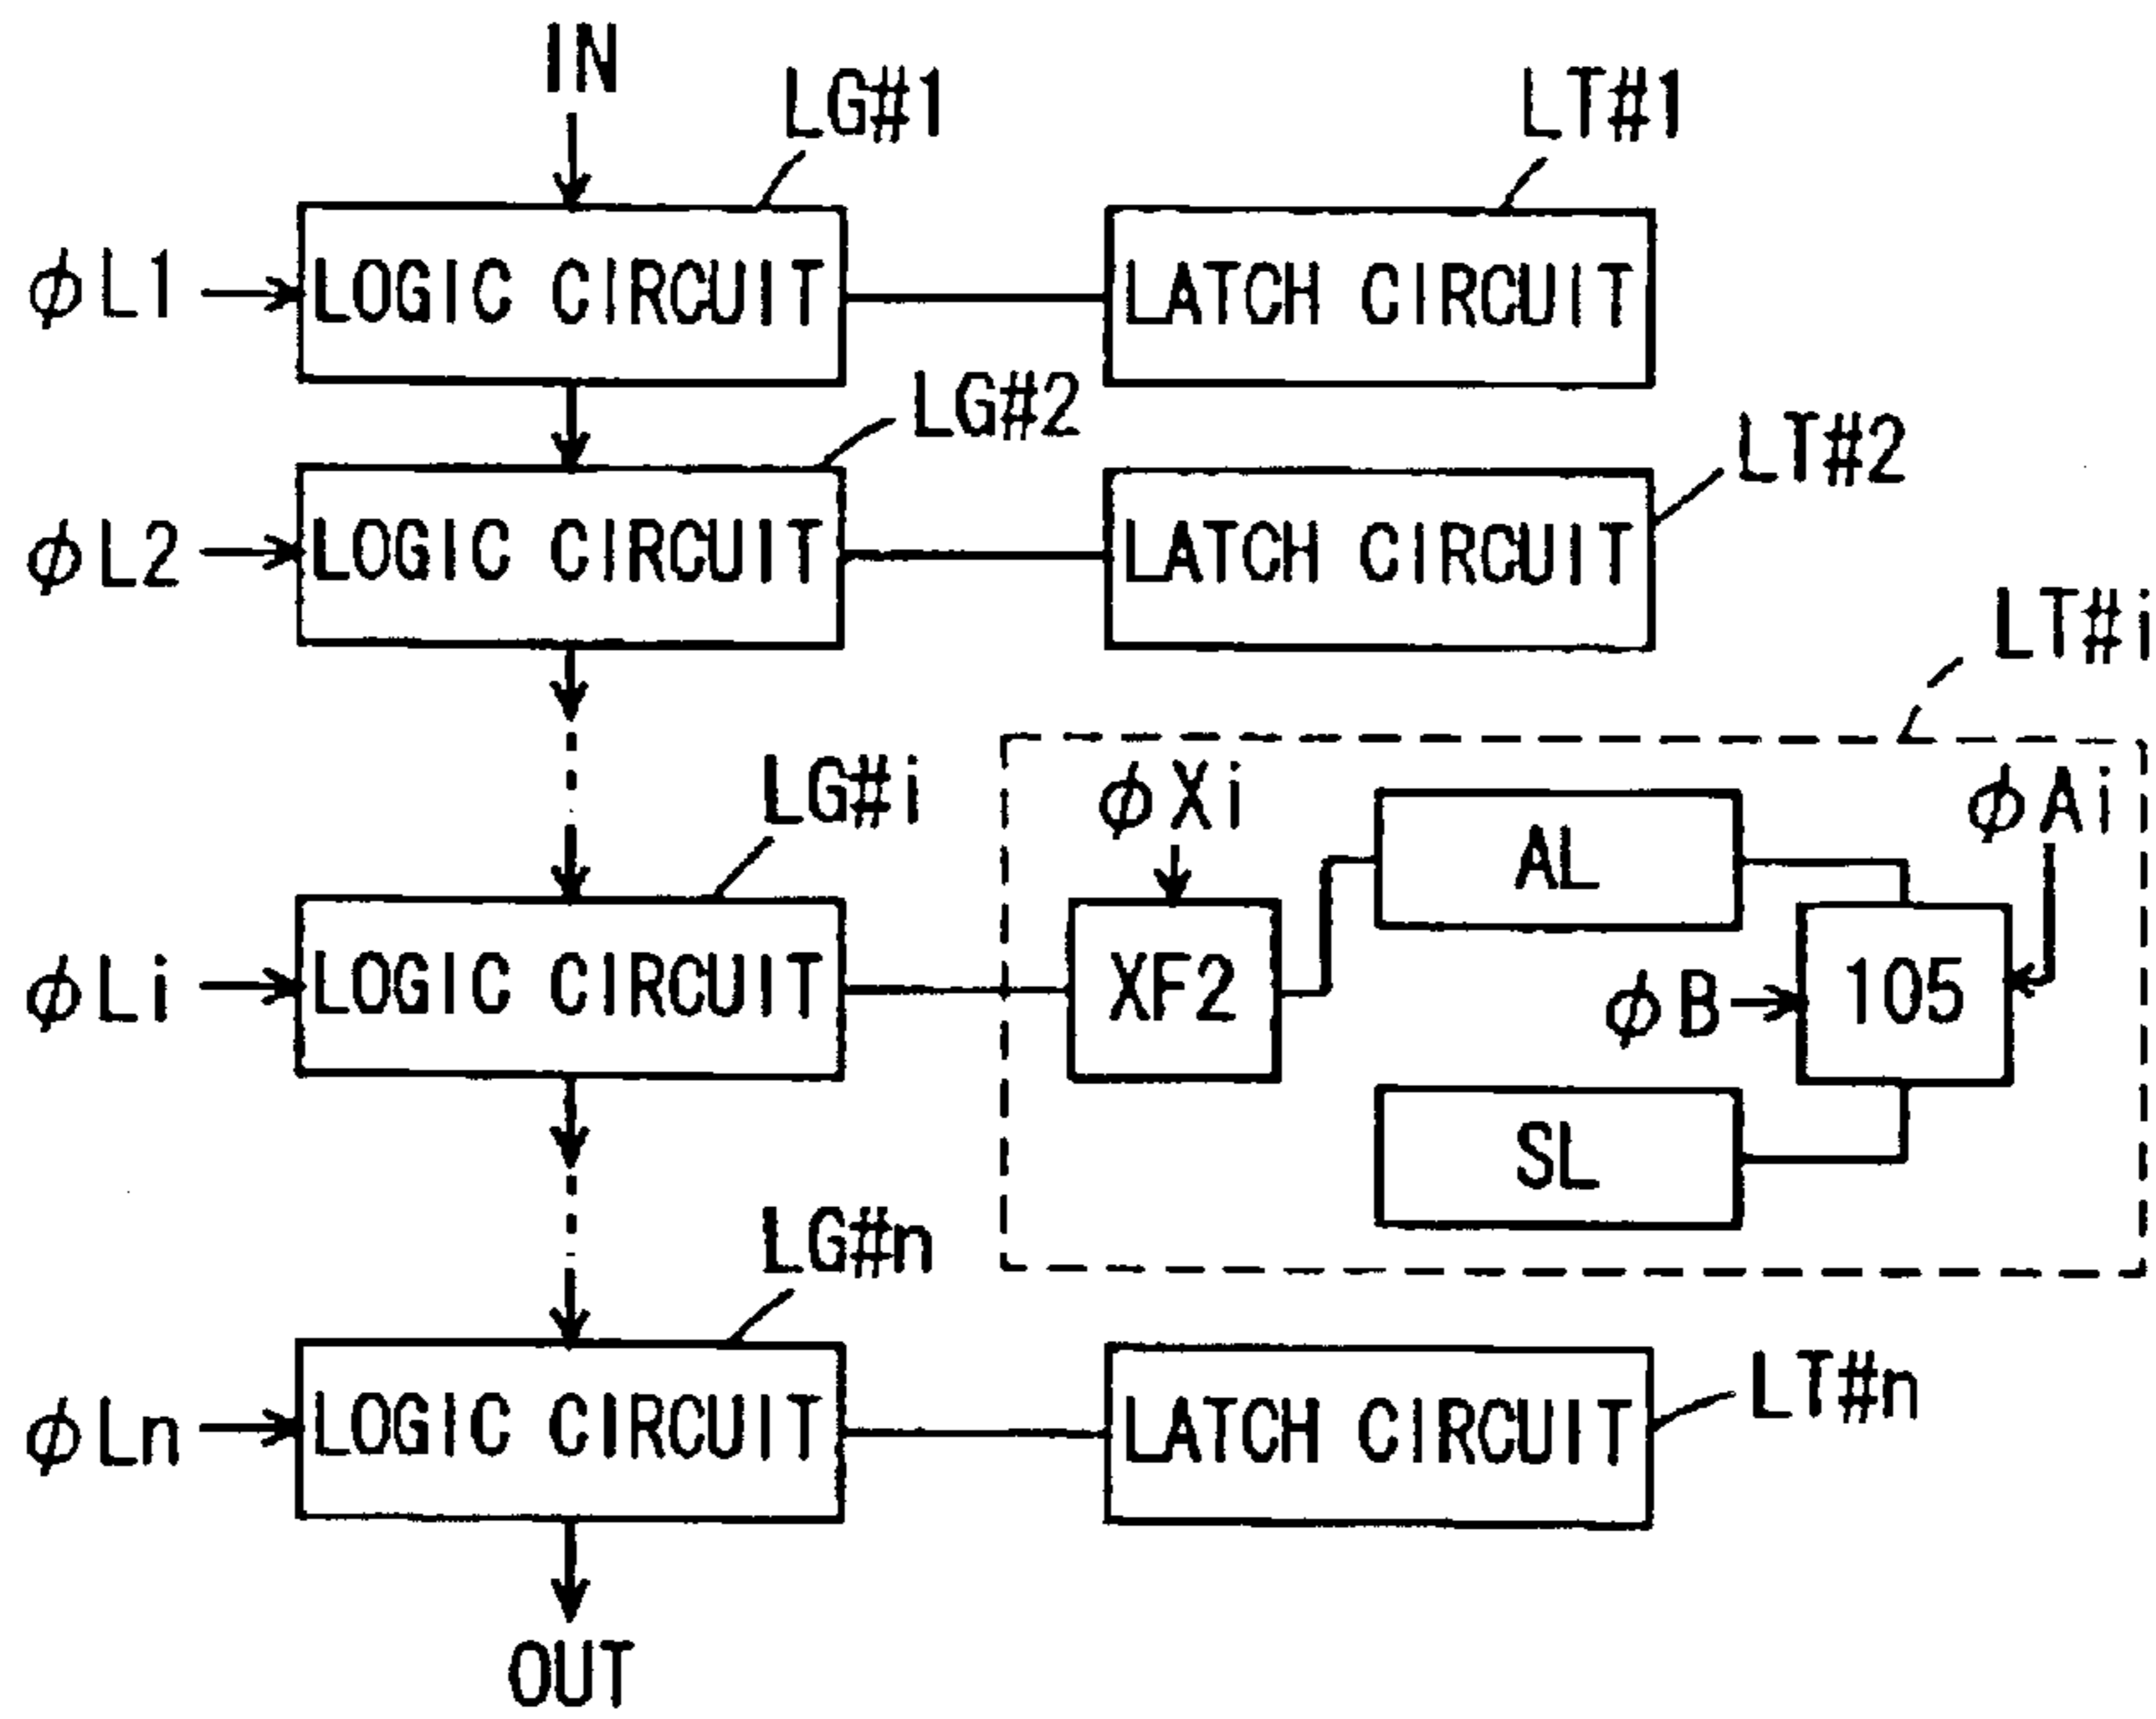 IN
LG#1
LT#1
φL1
LOGIC CIRCUIT
LATCH CIRCUIT
LG#2
LT#2
φL2
LOGIC CIRCUIT
LATCH CIRCUIT
LT#i
LG#i
φXi
AL
φAi
φLi
LOGIC CIRCUIT
XF2
φB
105
SL
LG#n
LT#n
φLn
LOGIC CIRCUIT
LATCH CIRCUIT
OUT